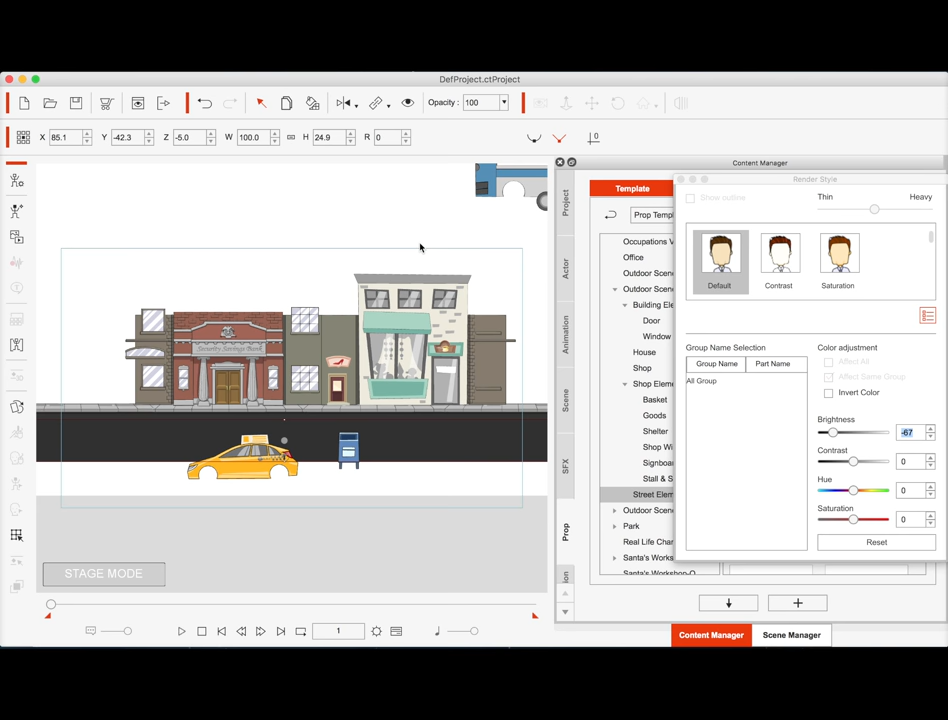 DefProject.ctProject
Opacity : 100
X 85.1 Y -42.3 Z -5.0 W 100.0 H 24.9 R 0
Content Manager
Render Style
Project
Actor
Animation
Scene
SFX
Prop
Template
Prop Temp
Occupations V
Office
Outdoor Scen
Outdoor Scen
Building Ele
Door
Window
House
Shop
Shop Eleme
Basket
Goods
Shelter
Shop Wi
Signboa
Stall & S
Street Elem
Outdoor Scen
Park
Real Life Char
Santa's Works
Santa's Workshop-O
Show outline
Thin Heavy
Default Contrast Saturation
Group Name Selection
Group Name Part Name
All Group
Color adjustment
Affect All
Affect Same Group
Invert Color
Brightness
-67
Contrast
0
Hue
0
Saturation
0
Reset
STAGE MODE
1
Content Manager Scene Manager